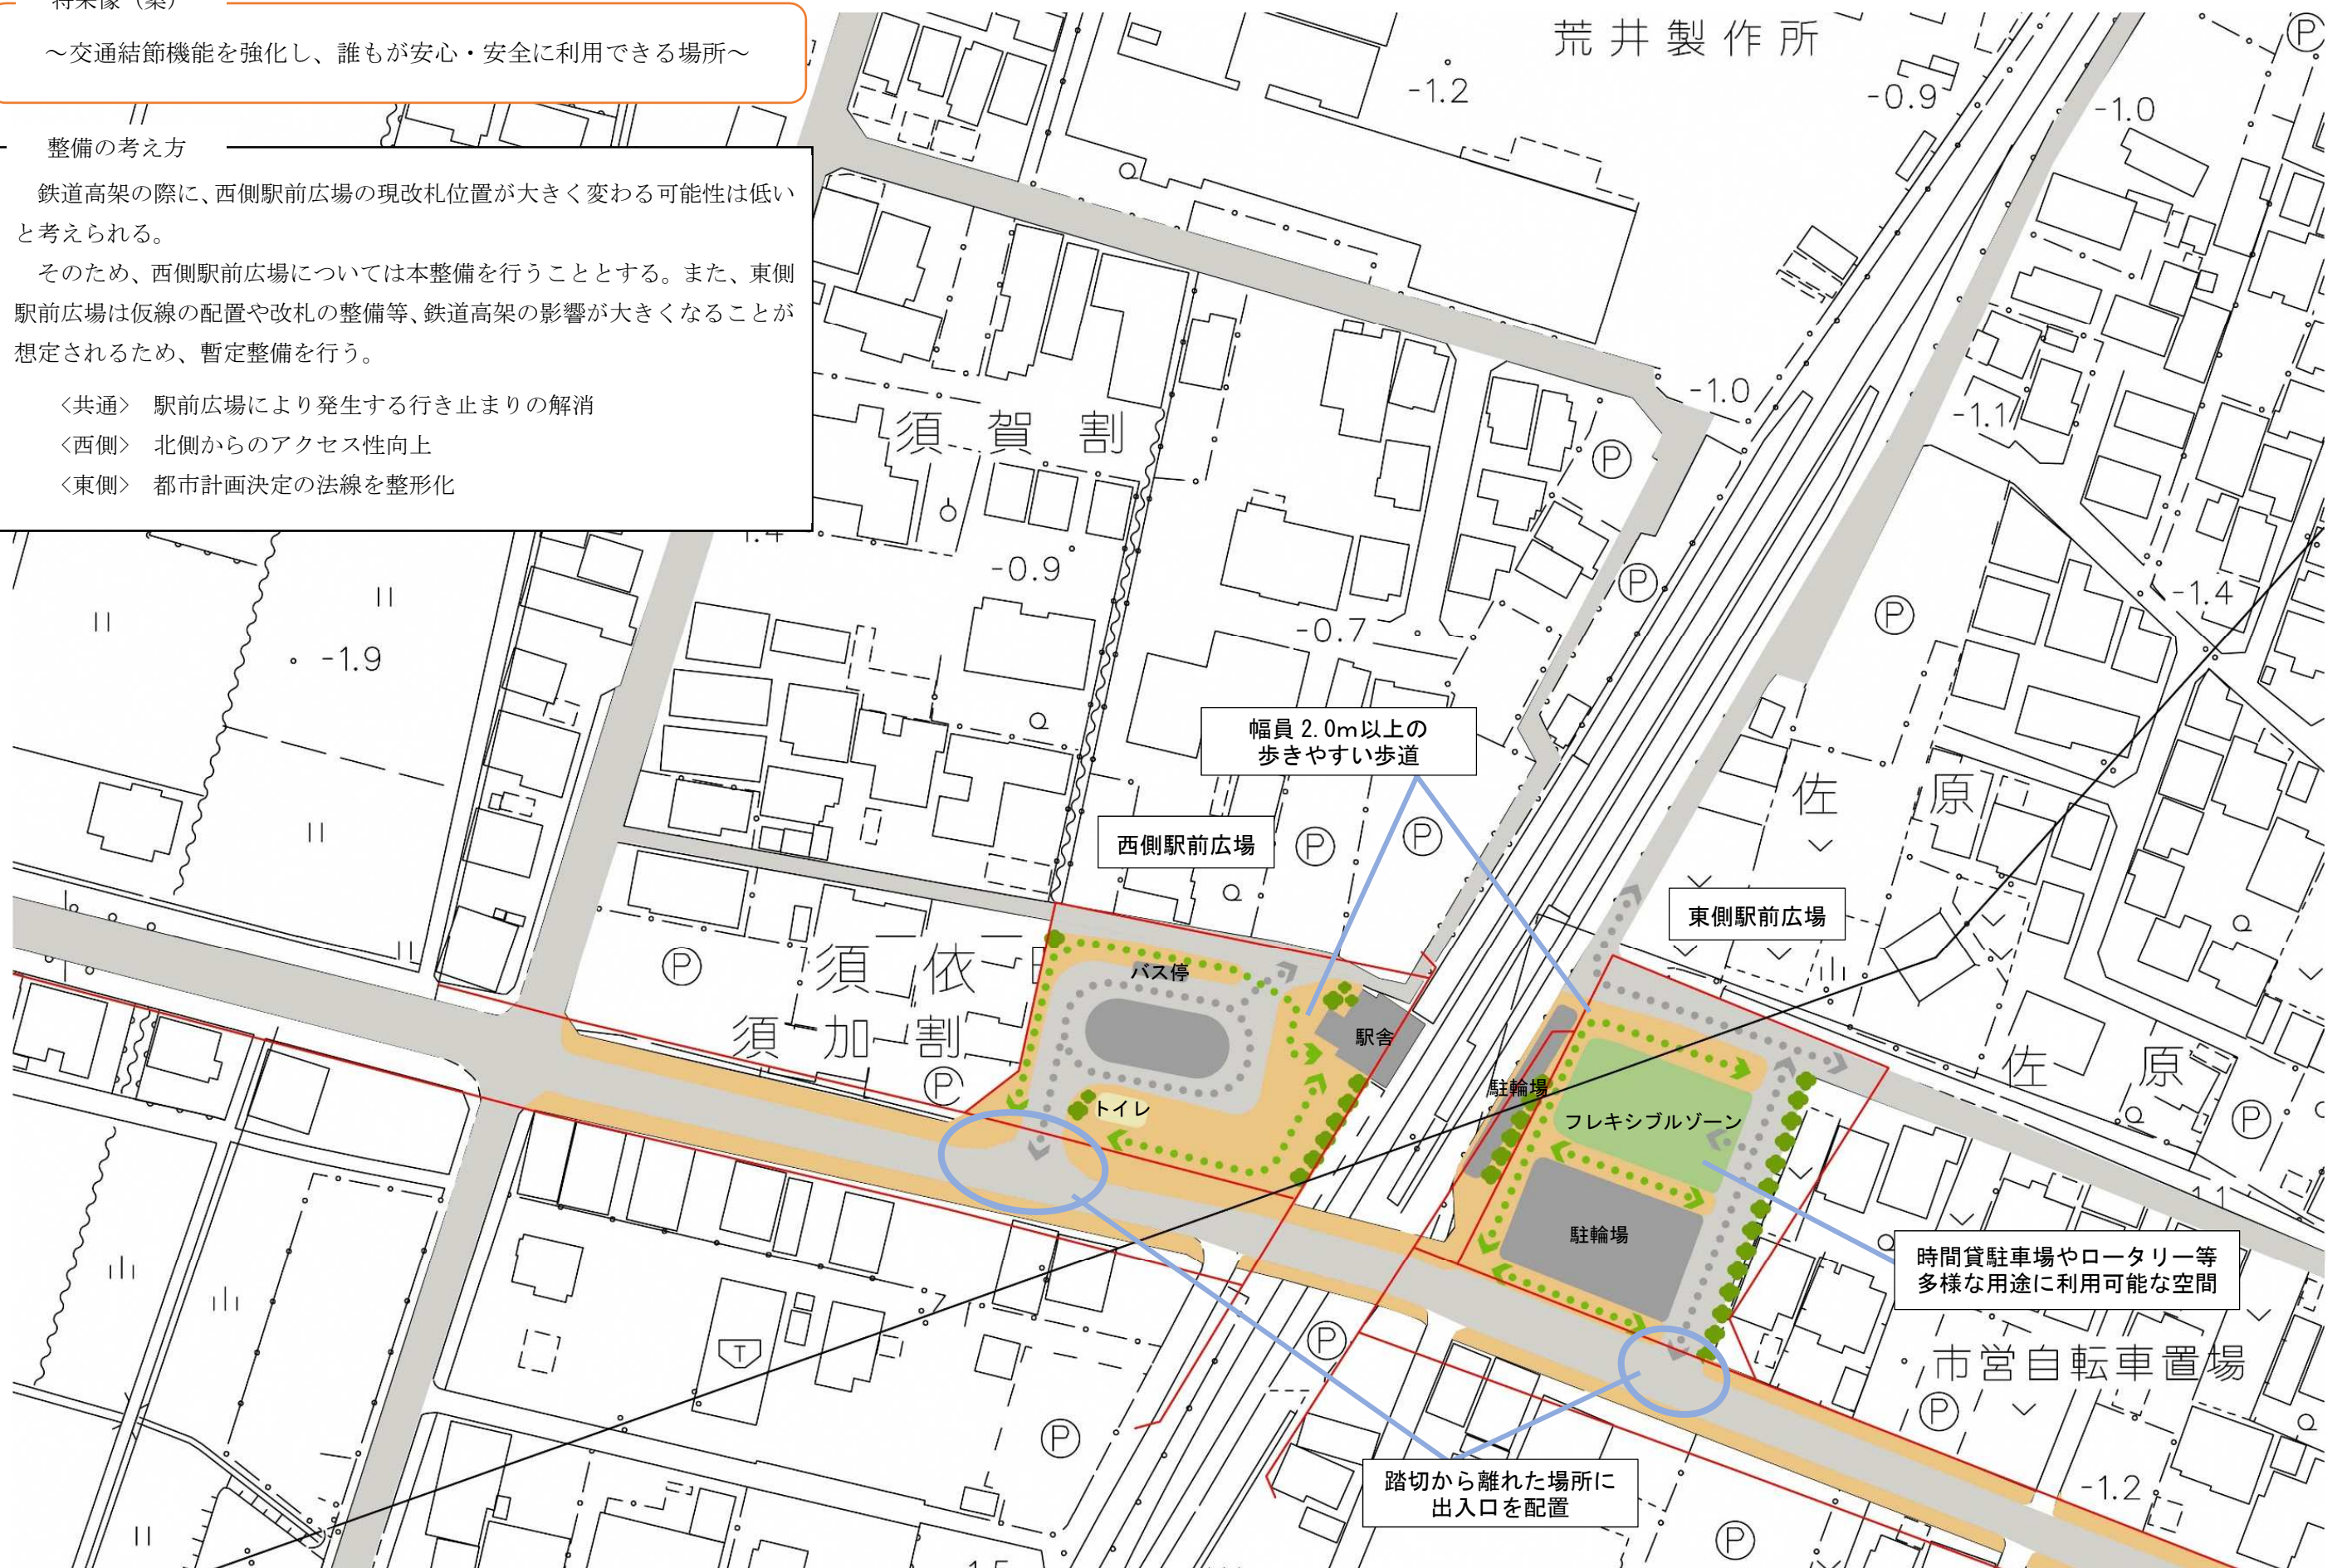 将来像（案）
～交通結節機能を強化し、誰もが安心・安全に利用できる場所～
整備の考え方
鉄道高架の際に、西側駅前広場の現改札位置が大きく変わる可能性は低い
と考えられる。
そのため、西側駅前広場については本整備を行うこととする。また、東側
駅前広場は仮線の配置や改札の整備等、鉄道高架の影響が大きくなることが
想定されるため、暫定整備を行う。
〈共通〉 駅前広場により発生する行き止まりの解消
〈西側〉 北側からのアクセス性向上
〈東側〉 都市計画決定の法線を整形化
荒井製作所
P
-1.2
-0.9
-1.0
-1.0
-1.1
須賀割
P
-0.9
P
-1.4
P
-0.7
-1.9
幅員2.0m以上の
歩きやすい歩道
佐原
西側駅前広場
P
P
東側駅前広場
P
須依
バス停
須加割
駅舎
P
佐原
駐輪場
トイレ
フレキシブルゾーン
P
駐輪場
時間貸駐車場やロータリー等
多様な用途に利用可能な空間
T
P
市営自転車置場
P
P
踏切から離れた場所に
出入口を配置
-1.2
P